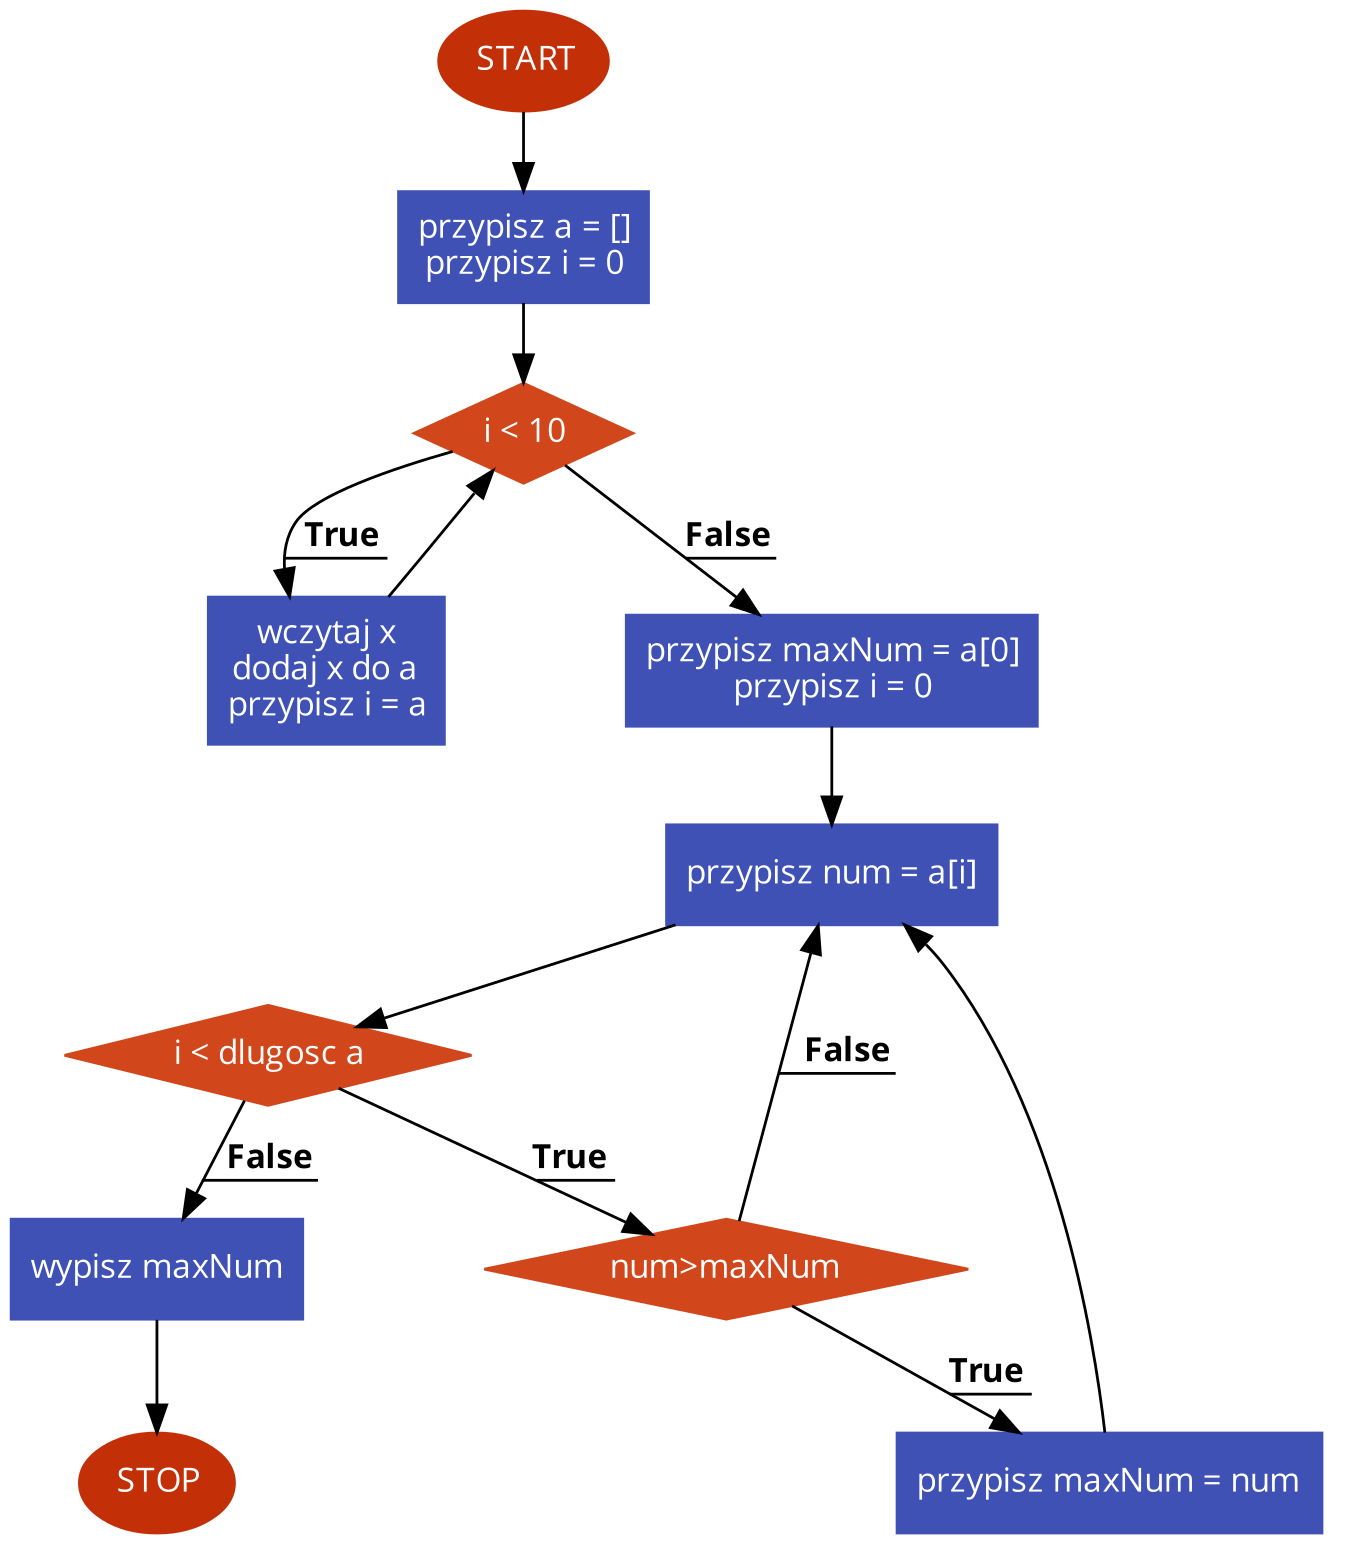 START
przypisz a = []
przypisz i = 0
i < 10
True
False
wczytaj x
dodaj x do a
przypisz i = a
przypisz maxNum = a[0]
przypisz i = 0
przypisz num = a[i]
i < dlugosc a
False
False
True
wypisz maxNum
num>maxNum
True
STOP
przypisz maxNum = num